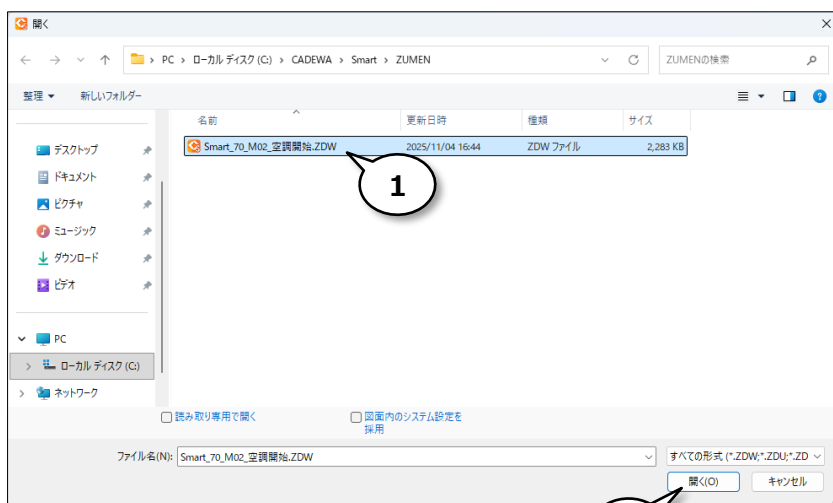 開く
PC › ローカル ディスク (C:) › CADEWA › Smart › ZUMEN
ZUMENの検索
整理
新しいフォルダー
名前
更新日時
種類
サイズ
Smart_70_M02_空調開始.ZDW
2025/11/04 16:44
ZDW ファイル
2,283 KB
1
デスクトップ
ドキュメント
ピクチャ
ミュージック
ダウンロード
ビデオ
PC
ローカル ディスク (C:)
ネットワーク
読み取り専用で開く
図面内のシステム設定を
採用
ファイル名(N):
Smart_70_M02_空調開始.ZDW
すべての形式 (*.ZDW;*.ZDU;*.ZD
開く(O)
キャンセル